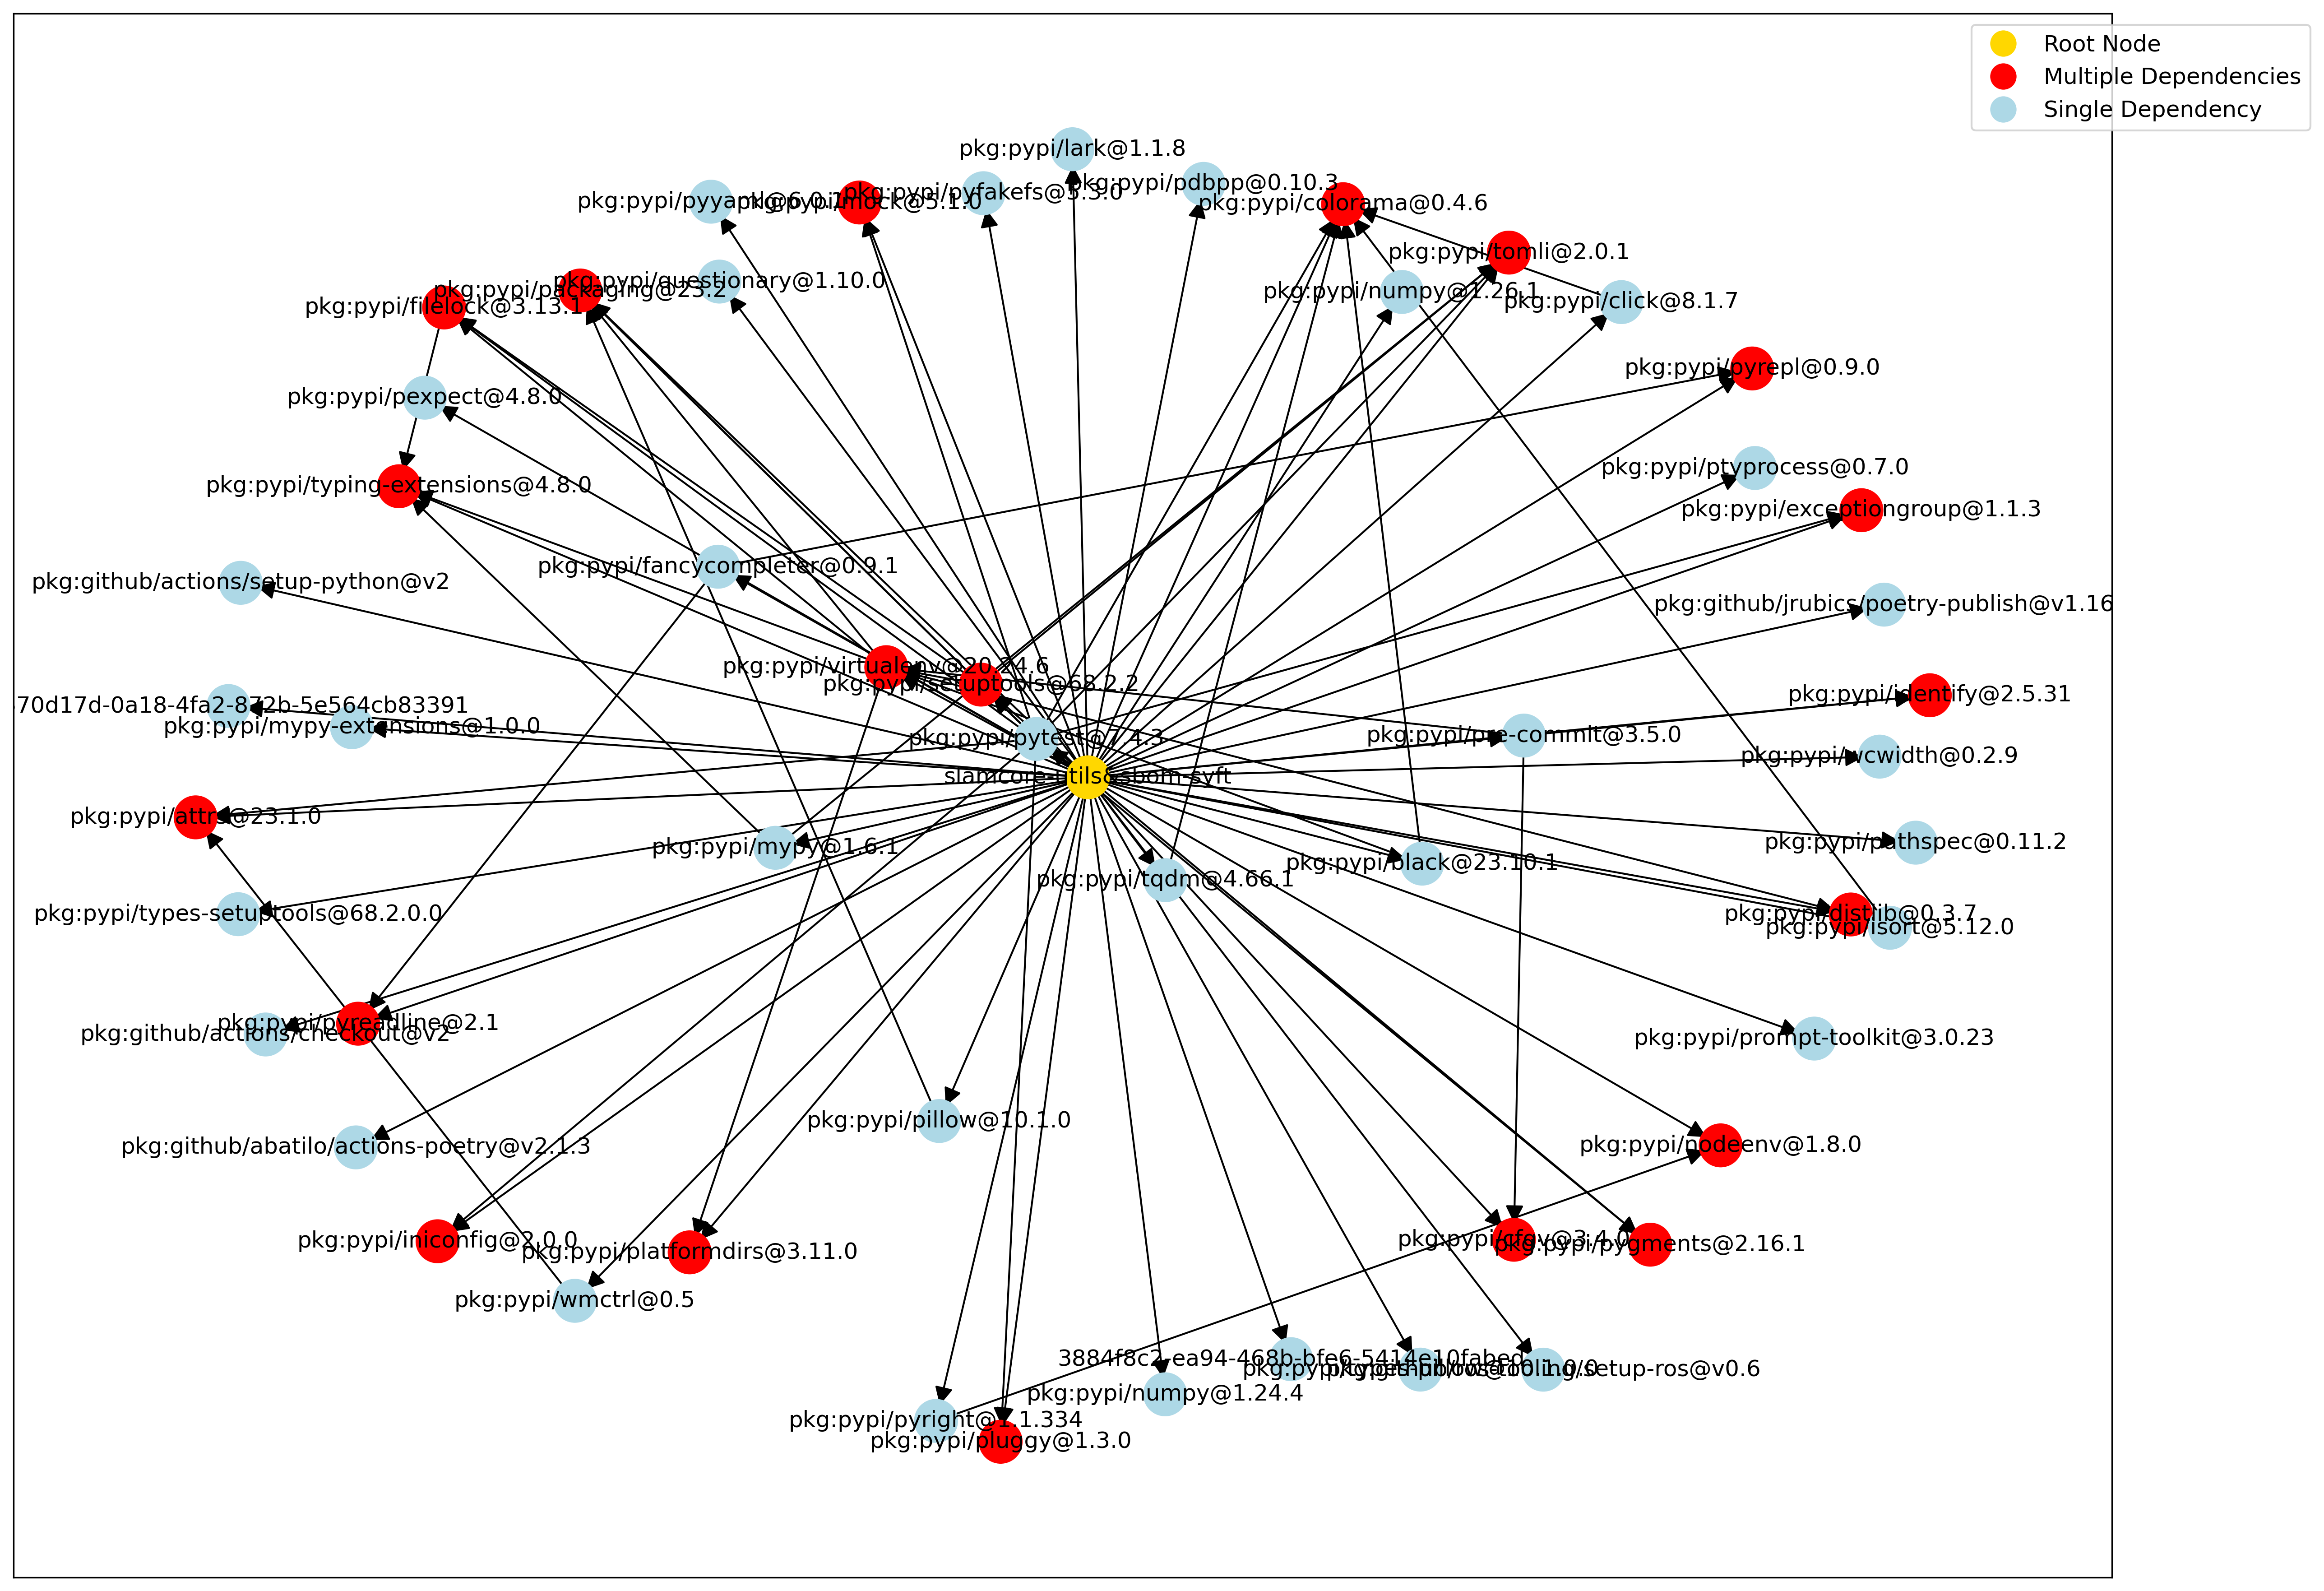 Root Node
Multiple Dependencies
Single Dependency
pkg:pypi/lark@1.1.8
pkg:pypi/pdbpp@0.10.3
pkg:pypi/pyfakefs@5.3.0
pkg:pypi/pyyaml@6.0.1
pkg:pypi/mock@5.1.0
pkg:pypi/colorama@0.4.6
pkg:pypi/tomli@2.0.1
pkg:pypi/questionary@1.10.0
pkg:pypi/packaging@23.2
pkg:pypi/numpy@1.26.1
pkg:pypi/click@8.1.7
pkg:pypi/filelock@3.13.1
pkg:pypi/pyrepl@0.9.0
pkg:pypi/pexpect@4.8.0
pkg:pypi/ptyprocess@0.7.0
pkg:pypi/typing-extensions@4.8.0
pkg:pypi/exceptiongroup@1.1.3
pkg:pypi/fancycompleter@0.9.1
pkg:github/actions/setup-python@v2
pkg:github/jrubics/poetry-publish@v1.16
pkg:pypi/virtualenv@20.24.6
pkg:pypi/setuptools@68.2.2
pkg:pypi/identify@2.5.31
70d17d-0a18-4fa2-872b-5e564cb83391
pkg:pypi/mypy-extensions@1.0.0
pkg:pypi/pytest@7.4.3
pkg:pypi/pre-commit@3.5.0
pkg:pypi/wcwidth@0.2.9
slamcore-utils&sbom-syft
pkg:pypi/attrs@23.1.0
pkg:pypi/pathspec@0.11.2
pkg:pypi/mypy@1.6.1
pkg:pypi/black@23.10.1
pkg:pypi/tqdm@4.66.1
pkg:pypi/types-setuptools@68.2.0.0
pkg:pypi/distlib@0.3.7
pkg:pypi/isort@5.12.0
pkg:pypi/pyreadline@2.1
pkg:github/actions/checkout@v2
pkg:pypi/prompt-toolkit@3.0.23
pkg:pypi/pillow@10.1.0
pkg:github/abatilo/actions-poetry@v2.1.3
pkg:pypi/nodeenv@1.8.0
pkg:pypi/iniconfig@2.0.0
pkg:pypi/platformdirs@3.11.0
pkg:pypi/cfgv@3.4.0
pkg:pypi/pygments@2.16.1
pkg:pypi/wmctrl@0.5
3884f8c2-ea94-468b-bfe6-5414e10fabed
pkg:pypi/types-pillow@10.1.0.0
pkg:github/ros-tooling/setup-ros@v0.6
pkg:pypi/numpy@1.24.4
pkg:pypi/pyright@1.1.334
pkg:pypi/pluggy@1.3.0